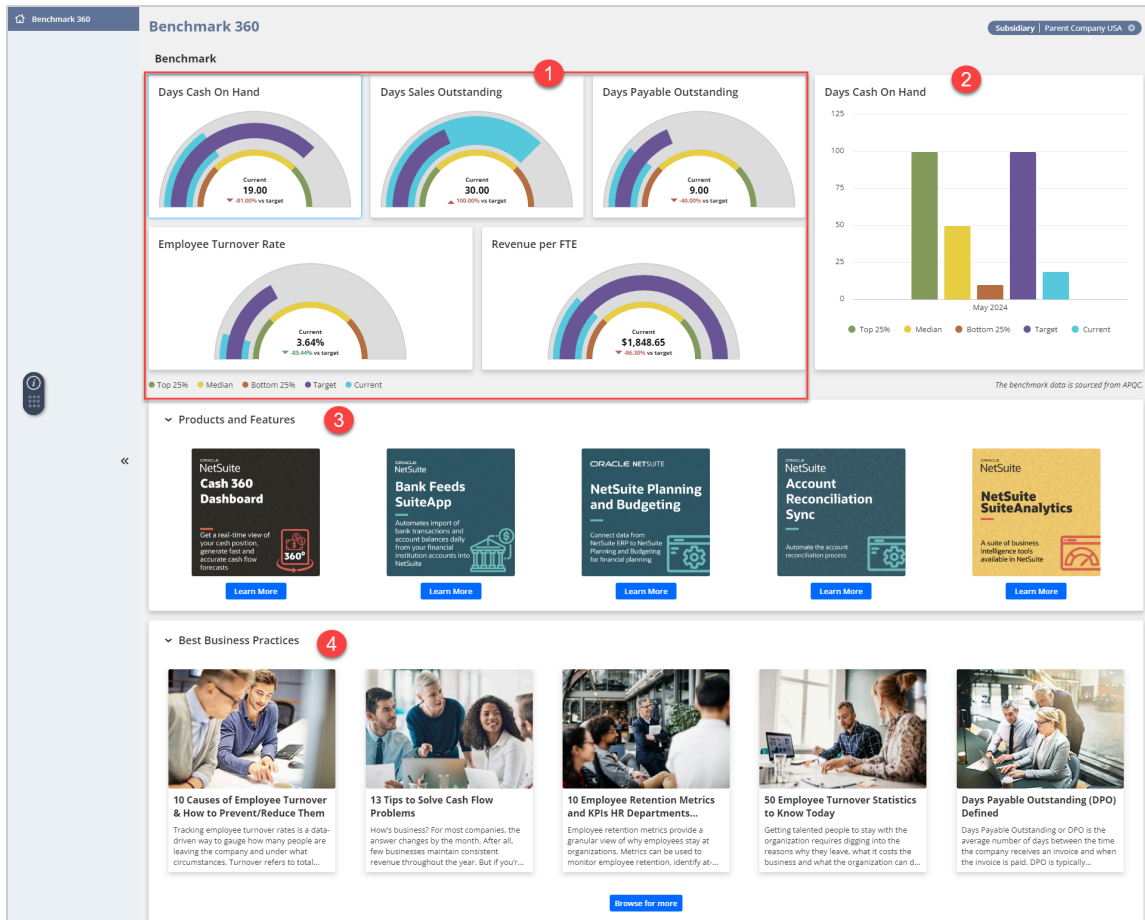 Benchmark 360
Benchmark 360
Subsidiary | Parent Company USA
Benchmark
1
2
Days Cash On Hand
Current
19.00
-81.00% vs target
Days Sales Outstanding
Current
30.00
100.00% vs target
Days Payable Outstanding
Current
9.00
-40.00% vs target
Employee Turnover Rate
Current
3.64%
-85.44% vs target
Revenue per FTE
Current
$1,848.65
-96.30% vs target
Top 25% Median Bottom 25% Target Current
Days Cash On Hand
125
100
75
50
25
0
May 2024
Top 25% Median Bottom 25% Target Current
The benchmark data is sourced from APQC.
Products and Features
3
ORACLE
NetSuite
Cash 360
Dashboard
Get a real-time view of
your cash position,
generate fast and
accurate cash flow
forecasts
360°
Learn More
ORACLE
NetSuite
Bank Feeds
SuiteApp
Automates import of
bank transactions and
account balances daily
from your financial
institution accounts into
NetSuite
Learn More
ORACLE NETSUITE
NetSuite Planning
and Budgeting
Connect data from
NetSuite ERP to NetSuite
Planning and Budgeting
for financial planning
Learn More
ORACLE
NetSuite
Account
Reconciliation
Sync
Automate the account
reconciliation process
Learn More
ORACLE
NetSuite
NetSuite
SuiteAnalytics
A suite of business
intelligence tools
available in NetSuite
Learn More
Best Business Practices
4
10 Causes of Employee Turnover
& How to Prevent/Reduce Them
Tracking employee turnover rates is a data-
driven way to gauge how many people are
leaving the company and under what
circumstances. Turnover refers to total...
13 Tips to Solve Cash Flow
Problems
How's business? For most companies, the
answer changes by the month. After all,
few businesses maintain consistent
revenue throughout the year. But if you'r...
10 Employee Retention Metrics
and KPIs HR Departments...
Employee retention metrics provide a
granular view of why employees stay at
organizations. Metrics can be used to
monitor employee retention, identify at-...
50 Employee Turnover Statistics
to Know Today
Getting talented people to stay with the
organization requires digging into the
reasons why they leave, what it costs the
business and what the organization can d...
Days Payable Outstanding (DPO)
Defined
Days Payable Outstanding or DPO is the
average number of days between the time
the company receives an invoice and when
the invoice is paid. DPO is typically...
Browse for more